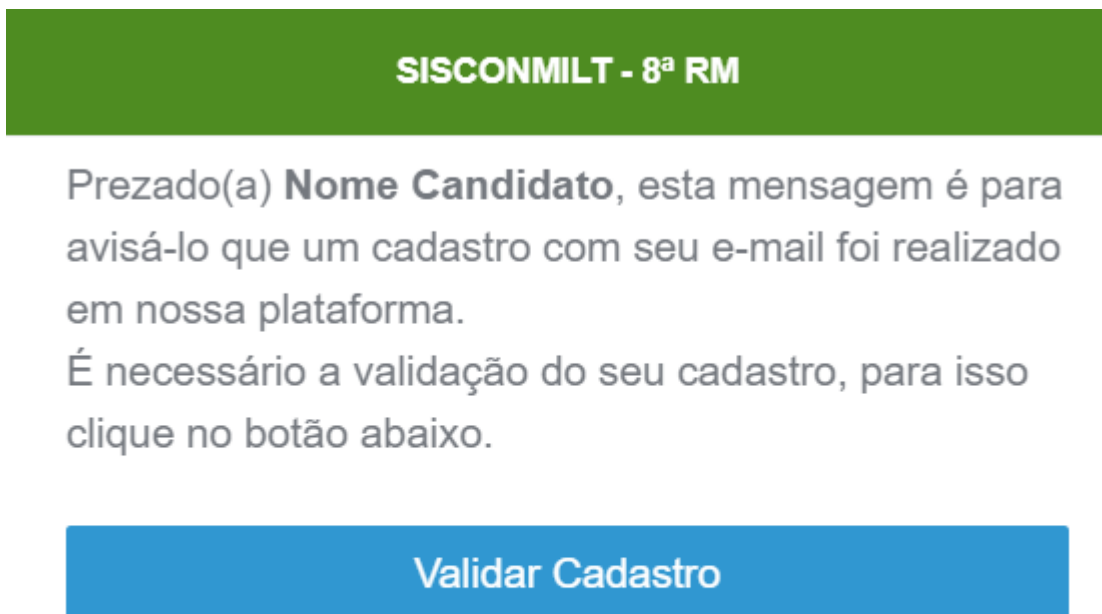 SISCONMILT - 8ª RM
Prezado(a) Nome Candidato, esta mensagem é para
avisá-lo que um cadastro com seu e-mail foi realizado
em nossa plataforma.
É necessário a validação do seu cadastro, para isso
clique no botão abaixo.
Validar Cadastro